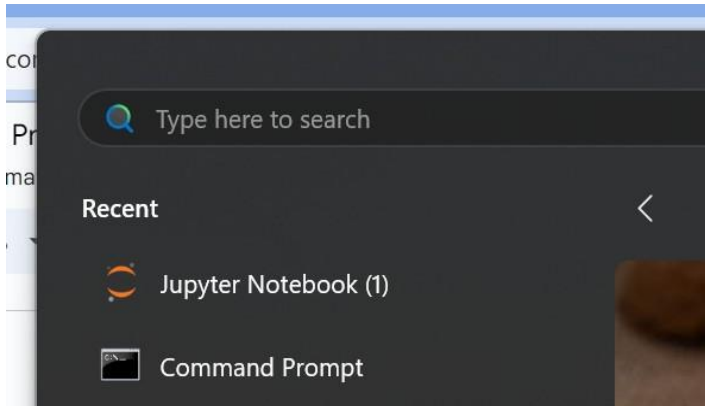 Type here to search
Recent
Jupyter Notebook (1)
Command Prompt